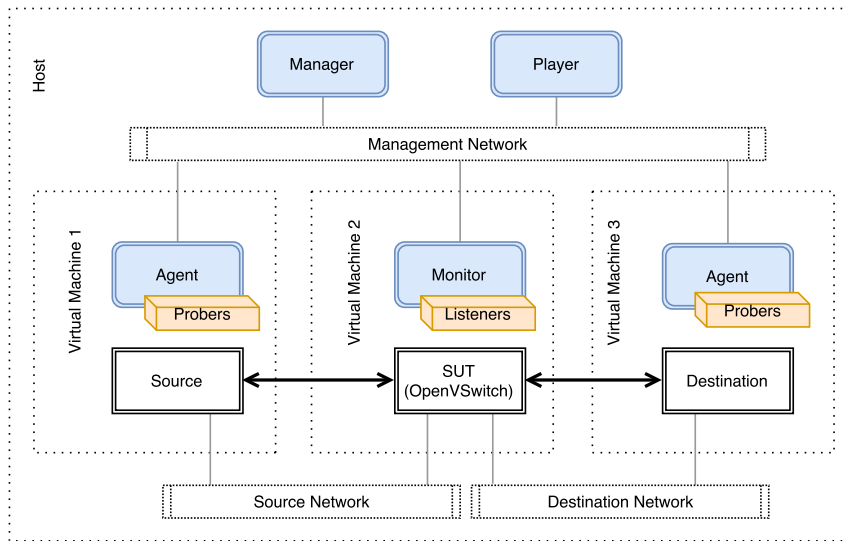 Host
Manager
Player
Management Network
Virtual Machine 1
Agent
Probers
Source
Virtual Machine 2
Monitor
Listeners
SUT
(OpenVSwitch)
Virtual Machine 3
Agent
Probers
Destination
Source Network
Destination Network